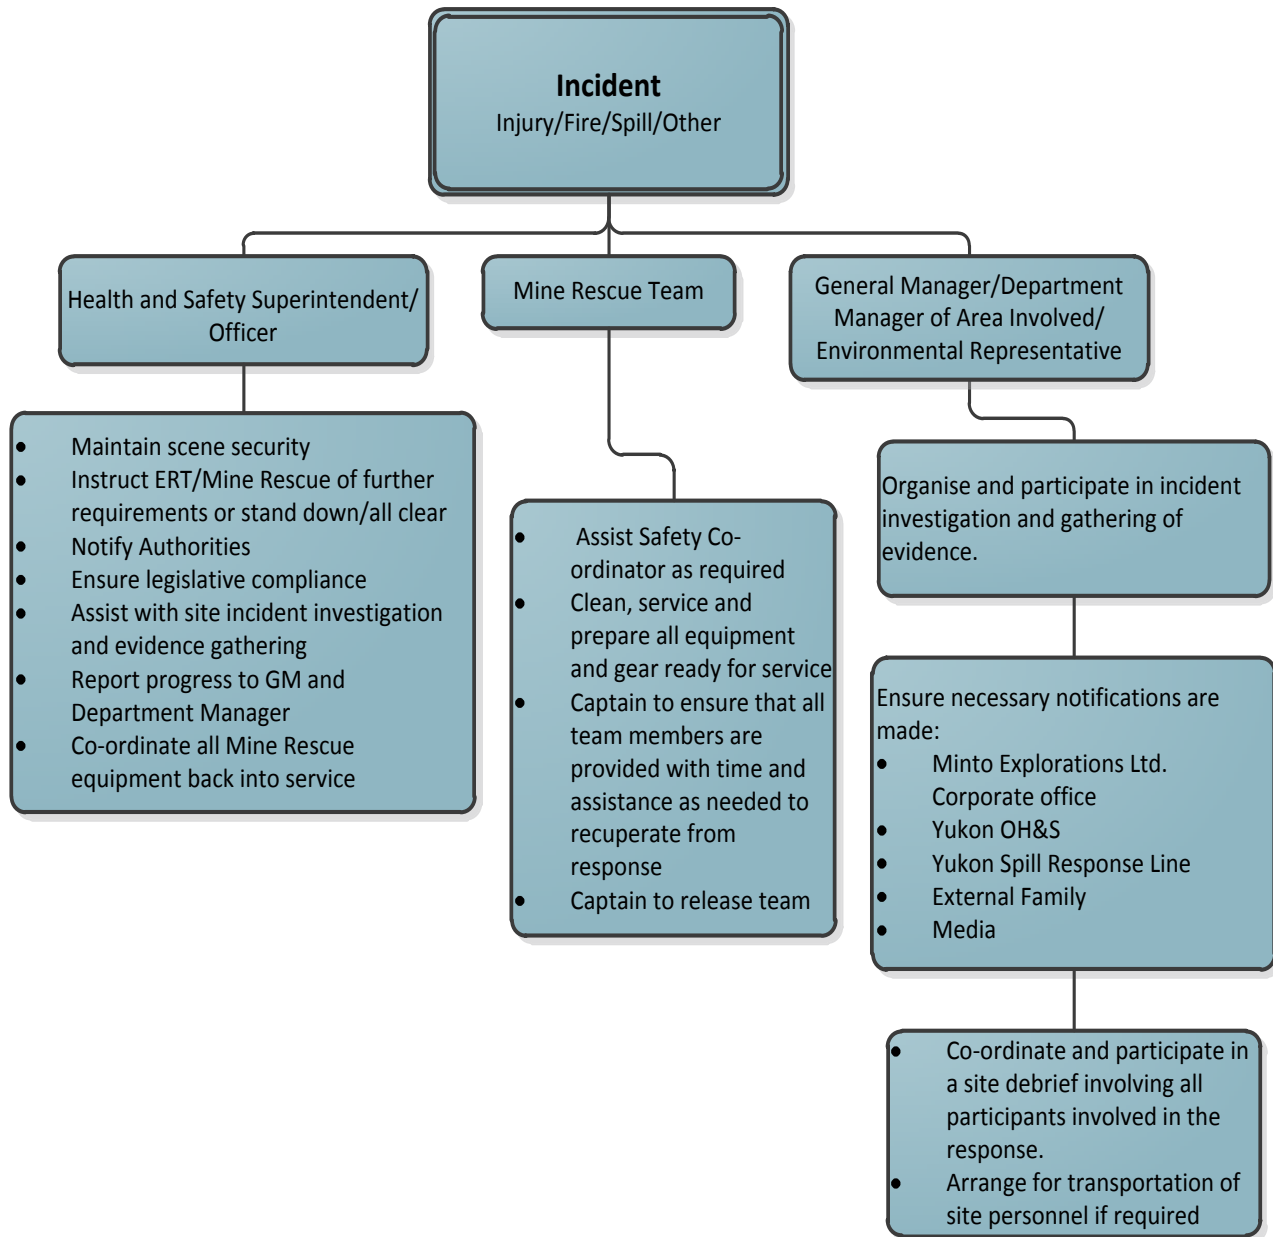 Incident
Injury/Fire/Spill/Other
Health and Safety Superintendent/
Officer
Mine Rescue Team
General Manager/Department
Manager of Area Involved/
Environmental Representative
• Maintain scene security
• Instruct ERT/Mine Rescue of further
requirements or stand down/all clear
• Notify Authorities
• Ensure legislative compliance
• Assist with site incident investigation
and evidence gathering
• Report progress to GM and
Department Manager
• Co-ordinate all Mine Rescue
equipment back into service
• Assist Safety Co-
ordinator as required
• Clean, service and
prepare all equipment
and gear ready for service
• Captain to ensure that all
team members are
provided with time and
assistance as needed to
recuperate from
response
• Captain to release team
Organise and participate in incident
investigation and gathering of
evidence.
Ensure necessary notifications are
made:
• Minto Explorations Ltd.
Corporate office
• Yukon OH&S
• Yukon Spill Response Line
• External Family
• Media
• Co-ordinate and participate in
a site debrief involving all
participants involved in the
response.
• Arrange for transportation of
site personnel if required